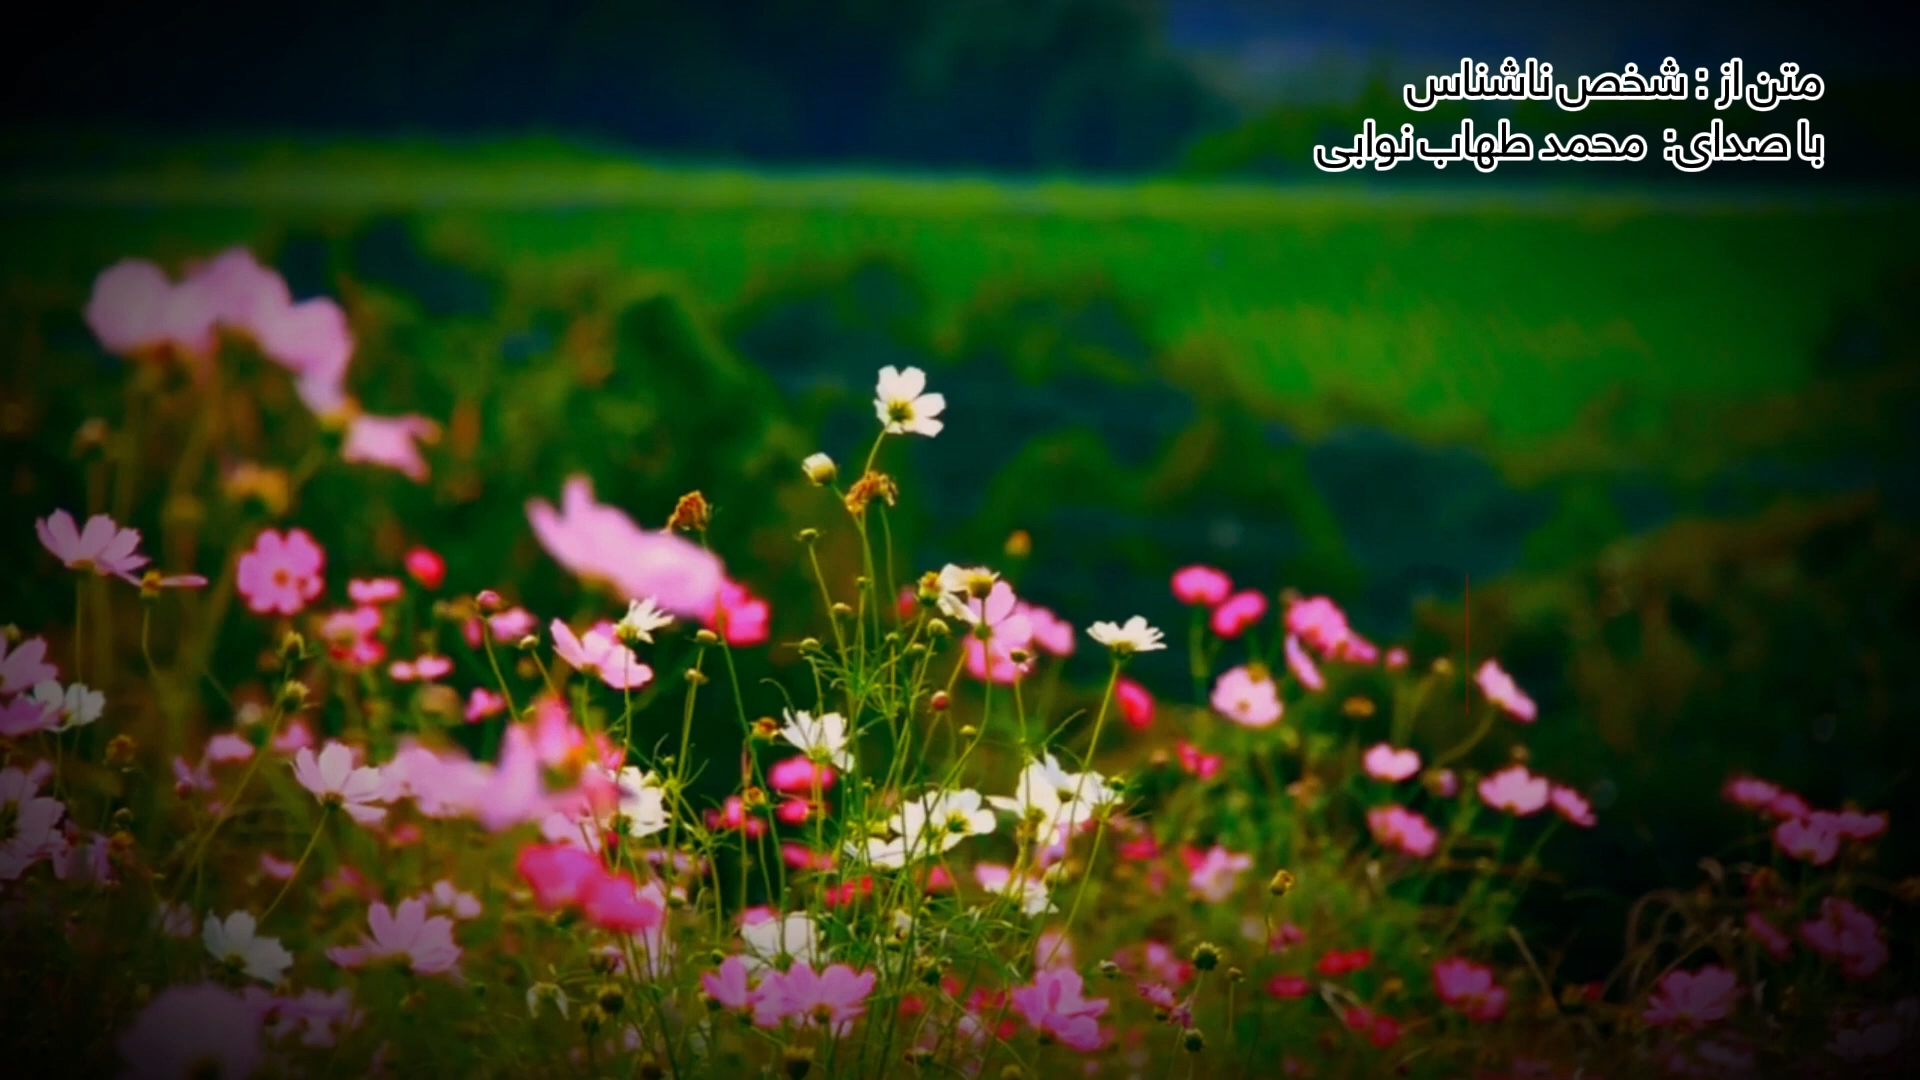 متن از : شخص ناشناس
با صدای: محمد طهاب نوابی